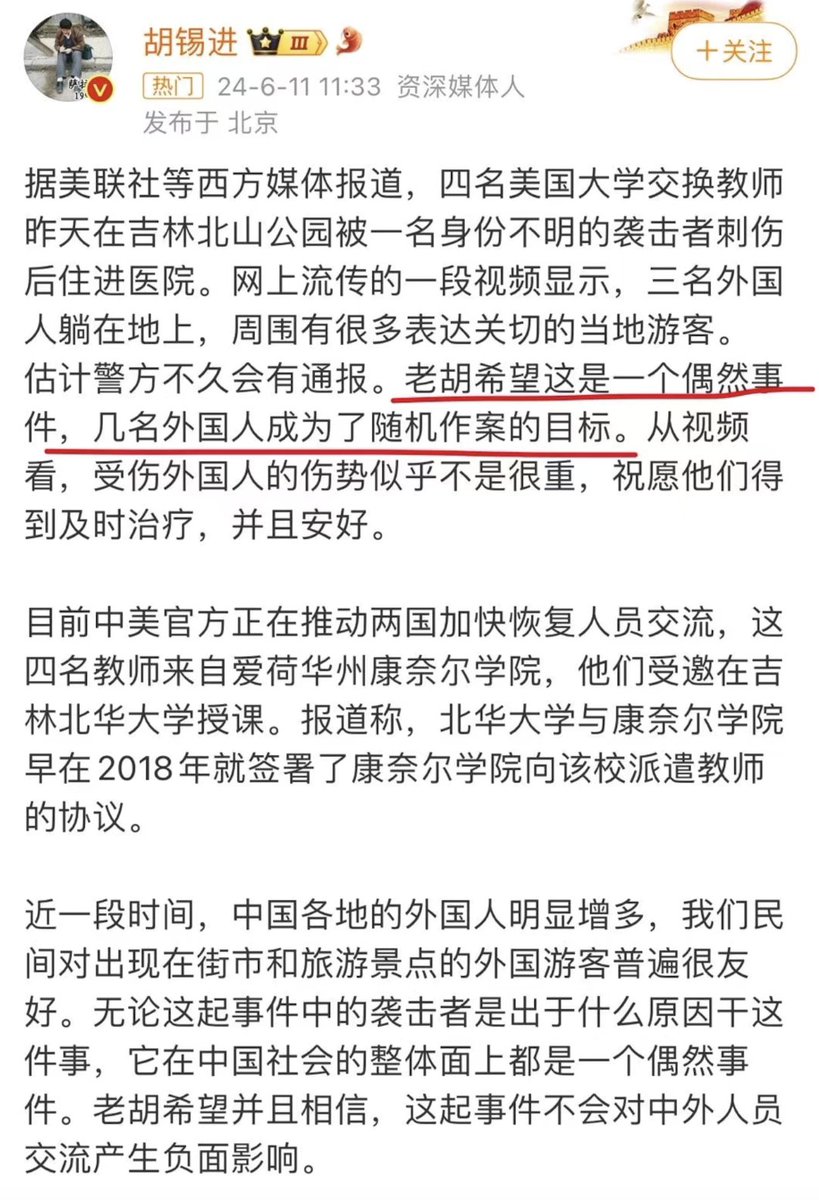 胡锡进 III
+关注
热门 24-6-11 11:33 资深媒体人
发布于 北京
据美联社等西方媒体报道，四名美国大学交换教师
昨天在吉林北山公园被一名身份不明的袭击者刺伤
后住进医院。网上流传的一段视频显示，三名外国
人躺在地上，周围有很多表达关切的当地游客。
估计警方不久会有通报。老胡希望这是一个偶然事
件，几名外国人成为了随机作案的目标。从视频
看，受伤外国人的伤势似乎不是很重，祝愿他们得
到及时治疗，并且安好。
目前中美官方正在推动两国加快恢复人员交流，这
四名教师来自爱荷华州康奈尔学院，他们受邀在吉
林北华大学授课。报道称，北华大学与康奈尔学院
早在2018年就签署了康奈尔学院向该校派遣教师
的协议。
近一段时间，中国各地的外国人明显增多，我们民
间对出现在街市和旅游景点的外国游客普遍很友
好。无论这起事件中的袭击者是出于什么原因干这
件事，它在中国社会的整体面上都是一个偶然事
件。老胡希望并且相信，这起事件不会对中外人员
交流产生负面影响。